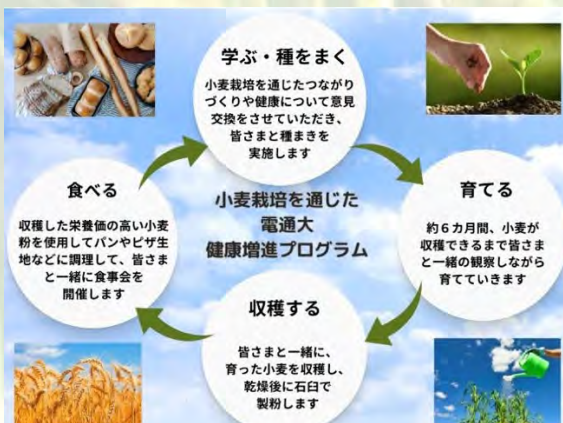 学ぶ・種をまく
小麦栽培を通じたつながり
づくりや健康について意見
交換をさせていただき、
皆さまと種まきを
実施します
育てる
約６カ月間、小麦が
収穫できるまで皆さま
と一緒の観察しながら
育てていきます
収穫する
皆さまと一緒に、
育った小麦を収穫し、
乾燥後に石臼で
製粉します
食べる
収穫した栄養価の高い小麦
粉を使用してパンやピザ生
地などに調理して、皆さま
と一緒に食事会を
開催します
小麦栽培を通じた
電通大
健康増進プログラム